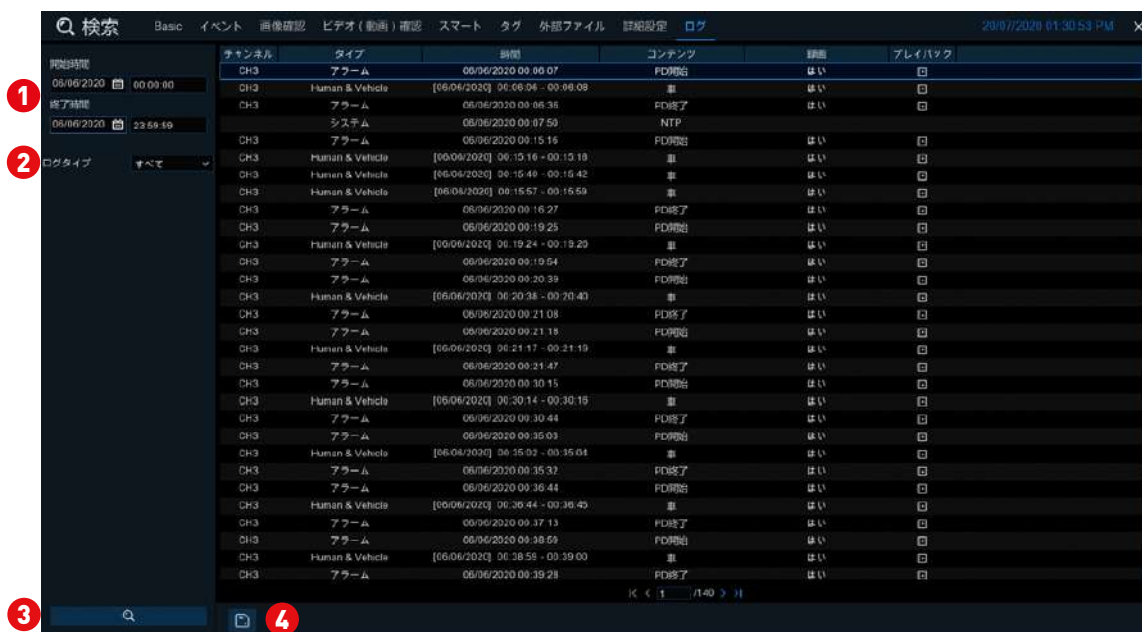 検索 Basic イベント 画像確認 ビデオ(動画)確認 スマート タグ 外部ファイル 詳細設定 ログ 20/07/2020 01:30:53 PM
開始時間
1 06/06/2020 00:00:00
終了時間
06/06/2020 23:59:59
2 ログタイプ すべて
チャンネル タイプ 時間 コンテンツ 録画 プレイバック
CH3 アラーム 06/06/2020 00:06:07 PD開始 はい
CH3 Human & Vehicle [06/06/2020] 00:06:06 - 00:06:08 車 はい
CH3 アラーム 06/06/2020 00:06:36 PD終了 はい
システム 06/06/2020 00:07:50 NTP
CH3 アラーム 06/06/2020 00:15:16 PD開始 はい
CH3 Human & Vehicle [06/06/2020] 00:15:16 - 00:15:18 車 はい
CH3 Human & Vehicle [06/06/2020] 00:15:40 - 00:15:42 車 はい
CH3 Human & Vehicle [06/06/2020] 00:15:57 - 00:15:59 車 はい
CH3 アラーム 06/06/2020 00:16:27 PD終了 はい
CH3 アラーム 06/06/2020 00:19:25 PD開始 はい
CH3 Human & Vehicle [06/06/2020] 00:19:24 - 00:19:26 車 はい
CH3 アラーム 06/06/2020 00:19:54 PD終了 はい
CH3 アラーム 06/06/2020 00:20:39 PD開始 はい
CH3 Human & Vehicle [06/06/2020] 00:20:38 - 00:20:40 車 はい
CH3 アラーム 06/06/2020 00:21:08 PD終了 はい
CH3 アラーム 06/06/2020 00:21:18 PD開始 はい
CH3 Human & Vehicle [06/06/2020] 00:21:17 - 00:21:19 車 はい
CH3 アラーム 06/06/2020 00:21:47 PD終了 はい
CH3 アラーム 06/06/2020 00:30:15 PD開始 はい
CH3 Human & Vehicle [06/06/2020] 00:30:14 - 00:30:16 車 はい
CH3 アラーム 06/06/2020 00:30:44 PD終了 はい
CH3 アラーム 06/06/2020 00:35:03 PD開始 はい
CH3 Human & Vehicle [06/06/2020] 00:35:02 - 00:35:04 車 はい
CH3 アラーム 06/06/2020 00:35:32 PD終了 はい
CH3 アラーム 06/06/2020 00:36:44 PD開始 はい
CH3 Human & Vehicle [06/06/2020] 00:36:44 - 00:36:45 車 はい
CH3 アラーム 06/06/2020 00:37:13 PD終了 はい
CH3 アラーム 06/06/2020 00:38:59 PD開始 はい
CH3 Human & Vehicle [06/06/2020] 00:38:59 - 00:39:00 車 はい
CH3 アラーム 06/06/2020 00:39:28 PD終了 はい
1 /140
3 4